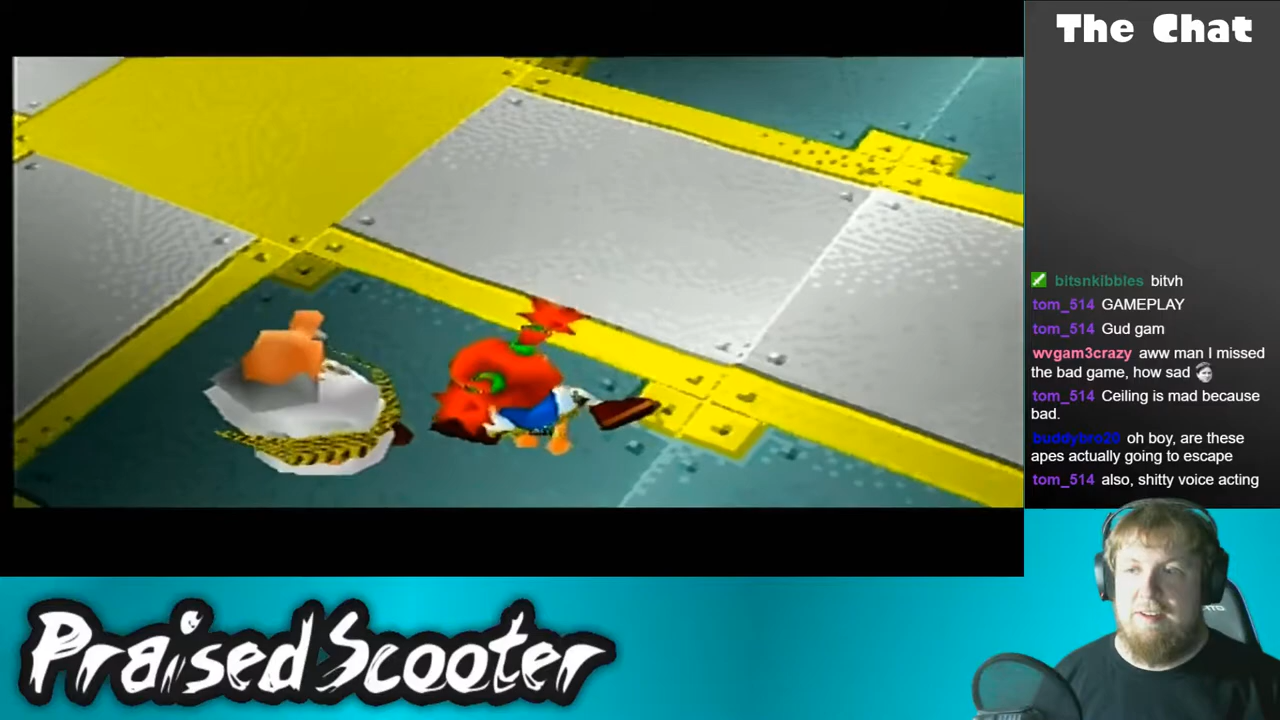 The Chat
bitsnkibbles bitvh
tom_514 GAMEPLAY
tom_514 Gud gam
wvgam3crazy aww man I missed
the bad game, how sad
tom_514 Ceiling is mad because
bad.
buddybro20 oh boy, are these
apes actually going to escape
tom_514 also, shitty voice acting
PraisedScooter